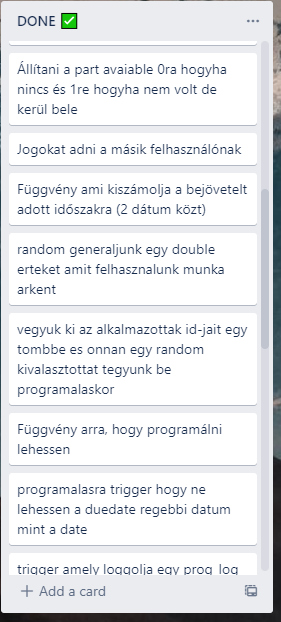 DONE ✅
Állítani a part avaiable 0ra hogyha
nincs és 1re hogyha nem volt de
kerül bele
Jogokat adni a másik felhasználónak
Függvény ami kiszámolja a bejövetelt
adott időszakra (2 dátum közt)
random generaljunk egy double
erteket amit felhasznalunk munka
arkent
vegyuk ki az alkalmazottak id-jait egy
tombbe es onnan egy random
kivalasztottat tegyunk be
programalaskor
Függvény arra, hogy programálni
lehessen
programalasra trigger hogy ne
lehessen a duedate regebbi datum
mint a date
trigger amely loggolja egy prog_log
+ Add a card